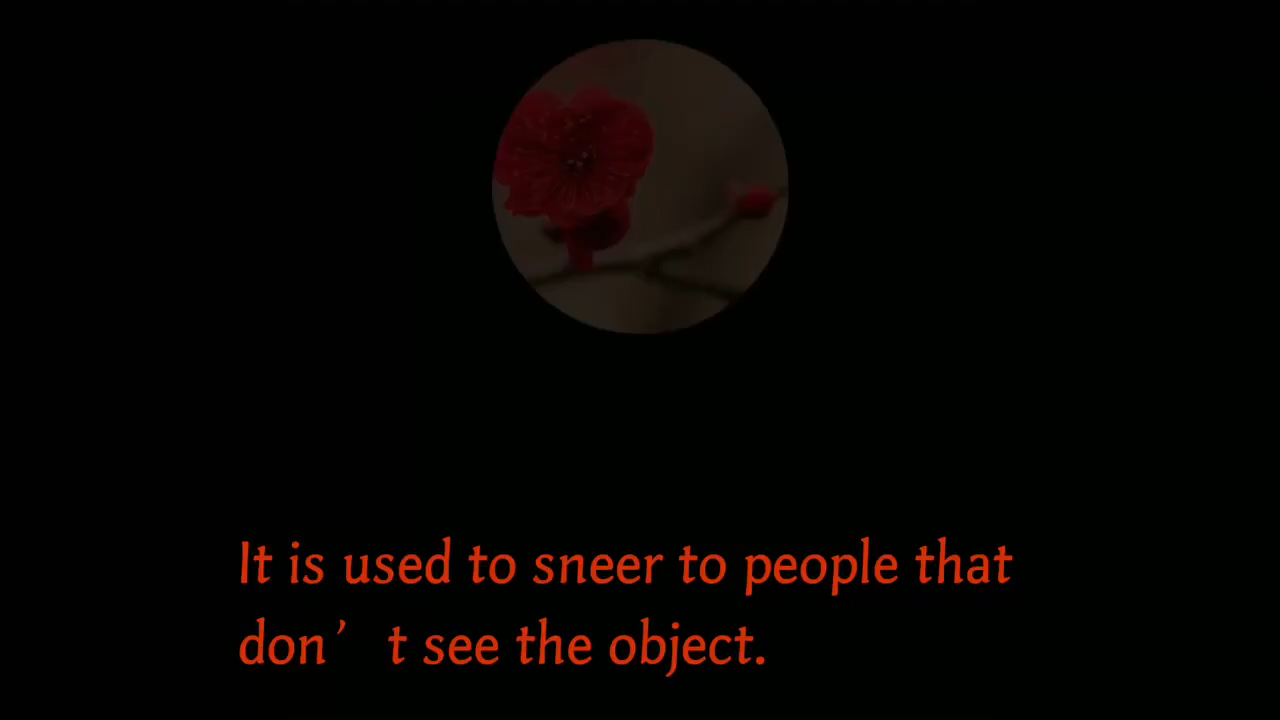 It is used to sneer to people that
don’ t see the object.